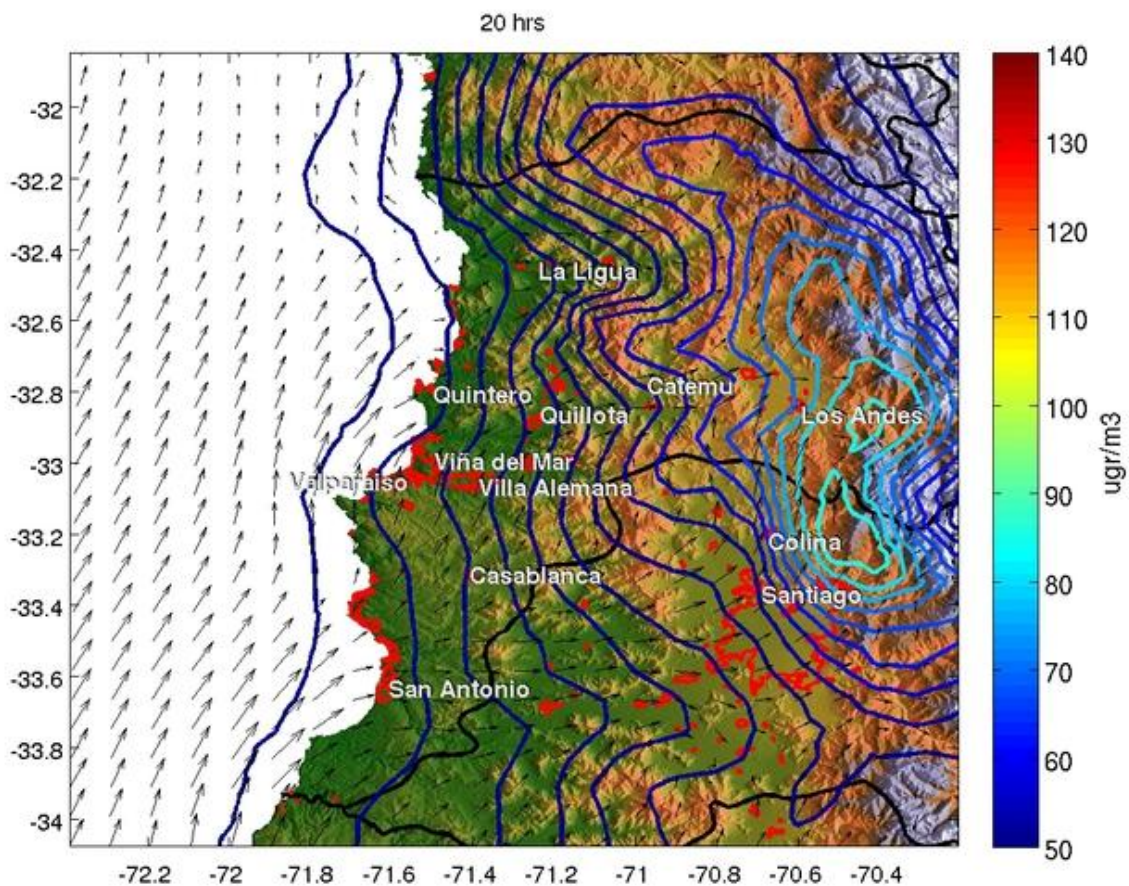 20 hrs
140
130
120
110
100
90
80
70
60
50
ugr/m3
-32
-32.2
-32.4
-32.6
-32.8
-33
-33.2
-33.4
-33.6
-33.8
-34
La Ligua
Quintero
Catemu
Quillota
Los Andes
Viña del Mar
Valparaiso
Villa Alemana
Colina
Casablanca
Santiago
San Antonio
-72.2 -72 -71.8 -71.6 -71.4 -71.2 -71 -70.8 -70.6 -70.4